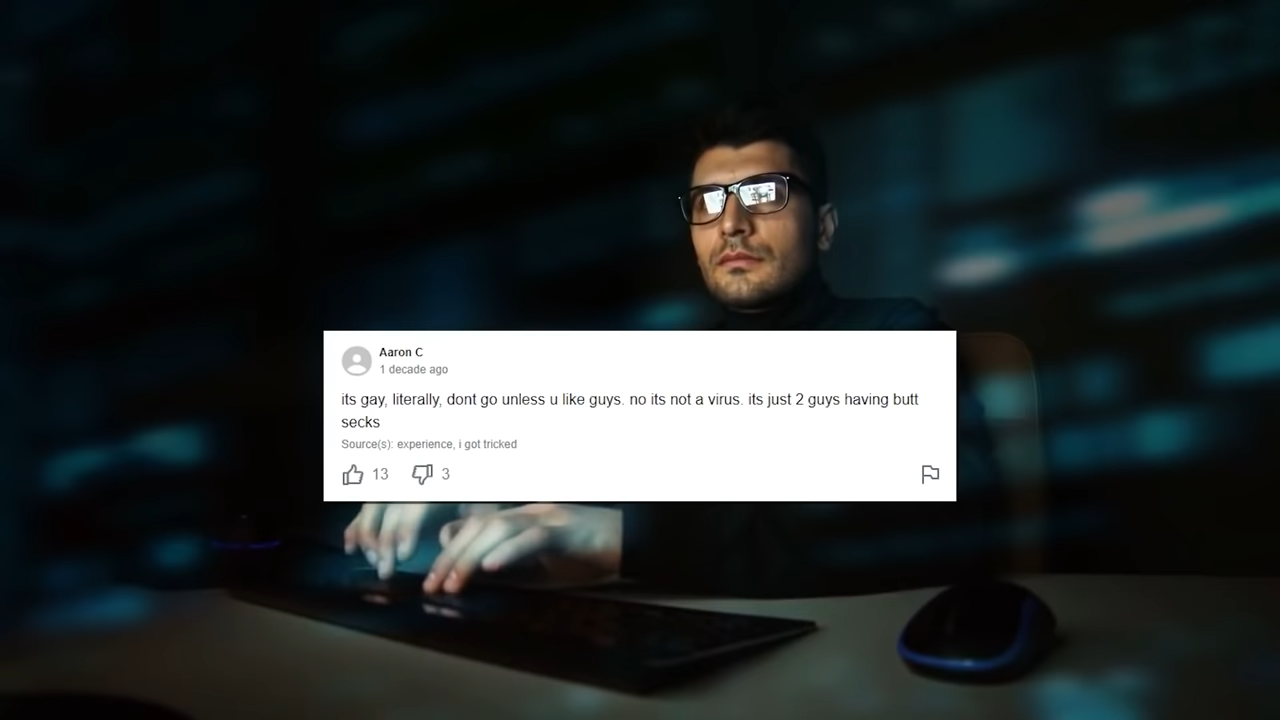 Aaron C
1 decade ago
its gay, literally, dont go unless u like guys. no its not a virus. its just 2 guys having butt
secks
Source(s): experience, i got tricked
13 3